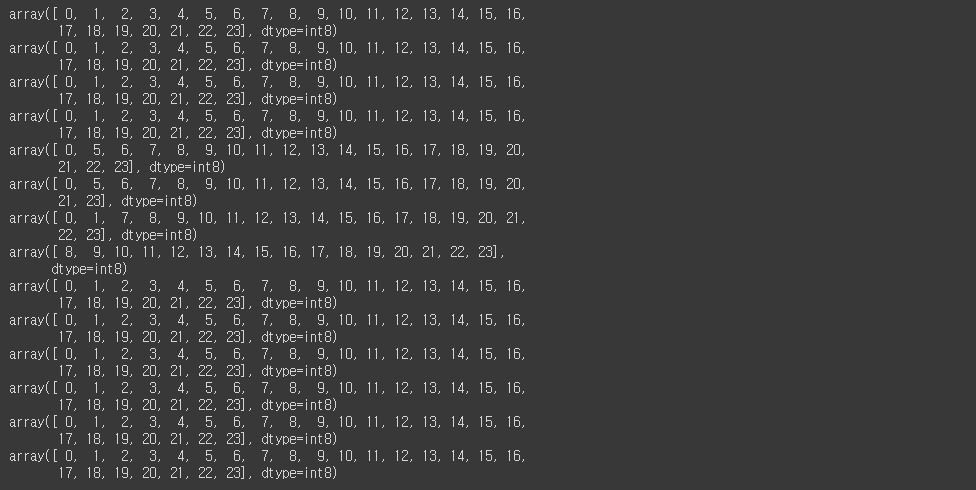 array([ 0,  1,  2,  3,  4,  5,  6,  7,  8,  9, 10, 11, 12, 13, 14, 15, 16,
       17, 18, 19, 20, 21, 22, 23], dtype=int8)
array([ 0,  1,  2,  3,  4,  5,  6,  7,  8,  9, 10, 11, 12, 13, 14, 15, 16,
       17, 18, 19, 20, 21, 22, 23], dtype=int8)
array([ 0,  1,  2,  3,  4,  5,  6,  7,  8,  9, 10, 11, 12, 13, 14, 15, 16,
       17, 18, 19, 20, 21, 22, 23], dtype=int8)
array([ 0,  1,  2,  3,  4,  5,  6,  7,  8,  9, 10, 11, 12, 13, 14, 15, 16,
       17, 18, 19, 20, 21, 22, 23], dtype=int8)
array([ 0,  5,  6,  7,  8,  9, 10, 11, 12, 13, 14, 15, 16, 17, 18, 19, 20,
       21, 22, 23], dtype=int8)
array([ 0,  5,  6,  7,  8,  9, 10, 11, 12, 13, 14, 15, 16, 17, 18, 19, 20,
       21, 23], dtype=int8)
array([ 0,  1,  7,  8,  9, 10, 11, 12, 13, 14, 15, 16, 17, 18, 19, 20, 21,
       22, 23], dtype=int8)
array([ 8,  9, 10, 11, 12, 13, 14, 15, 16, 17, 18, 19, 20, 21, 22, 23],
      dtype=int8)
array([ 0,  1,  2,  3,  4,  5,  6,  7,  8,  9, 10, 11, 12, 13, 14, 15, 16,
       17, 18, 19, 20, 21, 22, 23], dtype=int8)
array([ 0,  1,  2,  3,  4,  5,  6,  7,  8,  9, 10, 11, 12, 13, 14, 15, 16,
       17, 18, 19, 20, 21, 22, 23], dtype=int8)
array([ 0,  1,  2,  3,  4,  5,  6,  7,  8,  9, 10, 11, 12, 13, 14, 15, 16,
       17, 18, 19, 20, 21, 22, 23], dtype=int8)
array([ 0,  1,  2,  3,  4,  5,  6,  7,  8,  9, 10, 11, 12, 13, 14, 15, 16,
       17, 18, 19, 20, 21, 22, 23], dtype=int8)
array([ 0,  1,  2,  3,  4,  5,  6,  7,  8,  9, 10, 11, 12, 13, 14, 15, 16,
       17, 18, 19, 20, 21, 22, 23], dtype=int8)
array([ 0,  1,  2,  3,  4,  5,  6,  7,  8,  9, 10, 11, 12, 13, 14, 15, 16,
       17, 18, 19, 20, 21, 22, 23], dtype=int8)